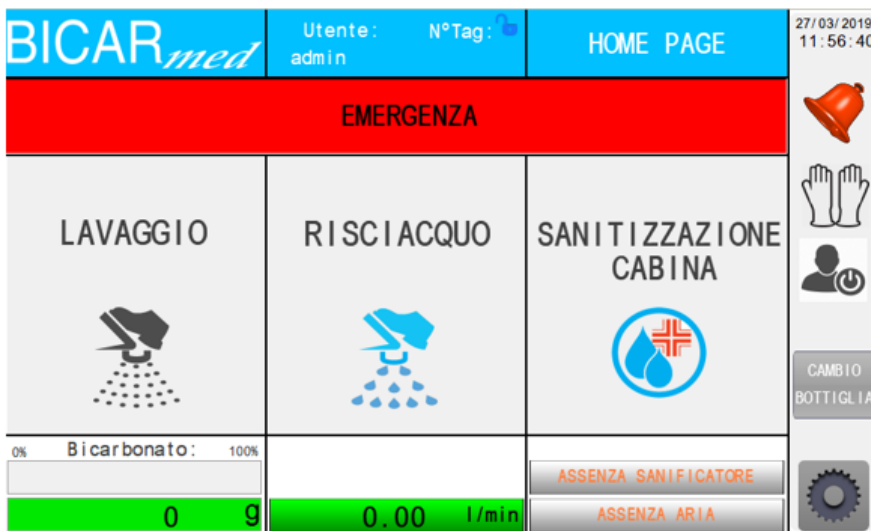 BICARmed
Utente: N°Tag:
admin
HOME PAGE
27/03/2019
11:56:40
EMERGENZA
LAVAGGIO
RISCIACQUO
SANITIZZAZIONE
CABINA
CAMBIO
BOTTIGLIA
0% Bicarbonato: 100%
0 g
0.00 l/min
ASSENZA SANIFICATORE
ASSENZA ARIA